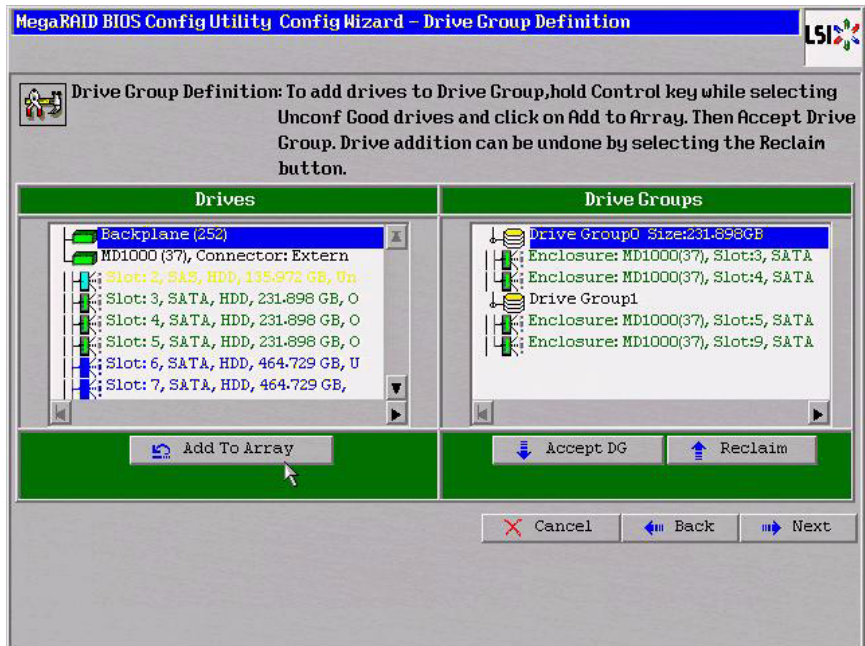 MegaRAID BIOS Config Utility Config Wizard – Drive Group Definition
LSI
Drive Group Definition: To add drives to Drive Group,hold Control key while selecting
Unconf Good drives and click on Add to Array. Then Accept Drive
Group. Drive addition can be undone by selecting the Reclaim
button.
Drives
Backplane (252)
MD1000 (37), Connector: Extern
Slot: 2, SAS, HDD, 135.972 GB, Un
Slot: 3, SATA, HDD, 231.898 GB, O
Slot: 4, SATA, HDD, 231.898 GB, O
Slot: 5, SATA, HDD, 231.898 GB, O
Slot: 6, SATA, HDD, 464.729 GB, U
Slot: 7, SATA, HDD, 464.729 GB,
Add To Array
Drive Groups
Drive Group0 Size:231.898GB
Enclosure: MD1000(37), Slot:3, SATA
Enclosure: MD1000(37), Slot:4, SATA
Drive Group1
Enclosure: MD1000(37), Slot:5, SATA
Enclosure: MD1000(37), Slot:9, SATA
Accept DG
Reclaim
Cancel
Back
Next